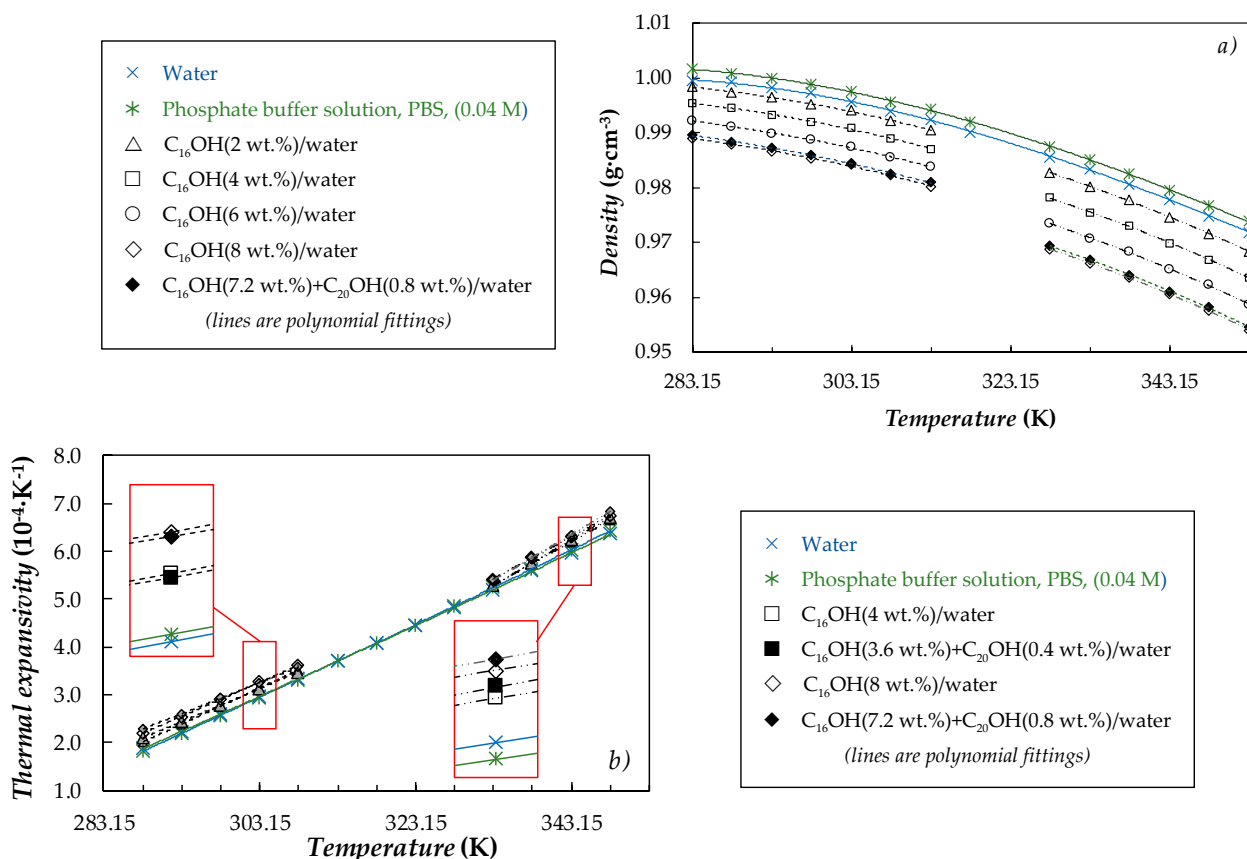 Water
Phosphate buffer solution, PBS, (0.04 M)
C₁₆OH(2 wt.%)/water
C₁₆OH(4 wt.%)/water
C₁₆OH(6 wt.%)/water
C₁₆OH(8 wt.%)/water
C₁₆OH(7.2 wt.%)+C₂₀OH(0.8 wt.%)/water
(lines are polynomial fittings)
a)
Density (g·cm⁻³)
1.01
1.00
0.99
0.98
0.97
0.96
0.95
283.15 303.15 323.15 343.15
Temperature (K)
b)
Thermal expansivity (10⁻⁴·K⁻¹)
8.0
7.0
6.0
5.0
4.0
3.0
2.0
1.0
283.15 303.15 323.15 343.15
Temperature (K)
Water
Phosphate buffer solution, PBS, (0.04 M)
C₁₆OH(4 wt.%)/water
C₁₆OH(3.6 wt.%)+C₂₀OH(0.4 wt.%)/water
C₁₆OH(8 wt.%)/water
C₁₆OH(7.2 wt.%)+C₂₀OH(0.8 wt.%)/water
(lines are polynomial fittings)